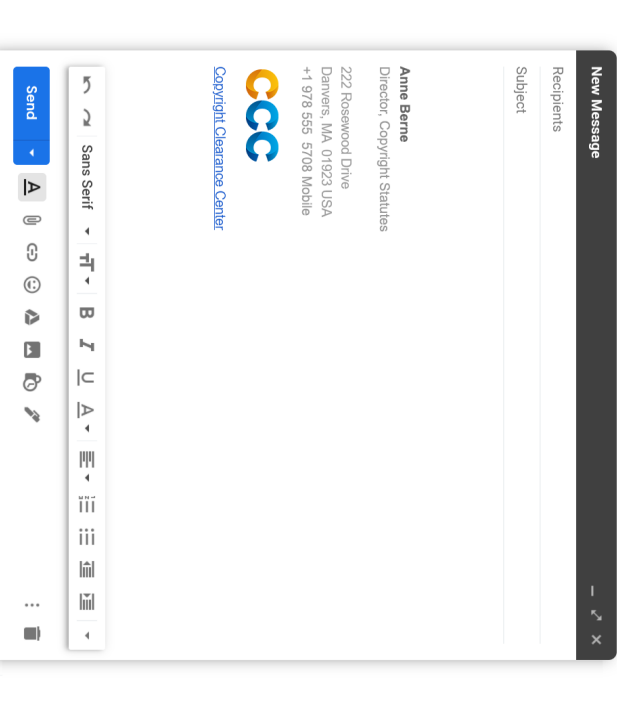 New Message
Recipients
Subject
Anne Berne
Director, Copyright Statutes
222 Rosewood Drive
Danvers, MA 01923 USA
+1 978 555 5708 Mobile
CCC
Copyright Clearance Center
Sans Serif
B I U A
Send
A